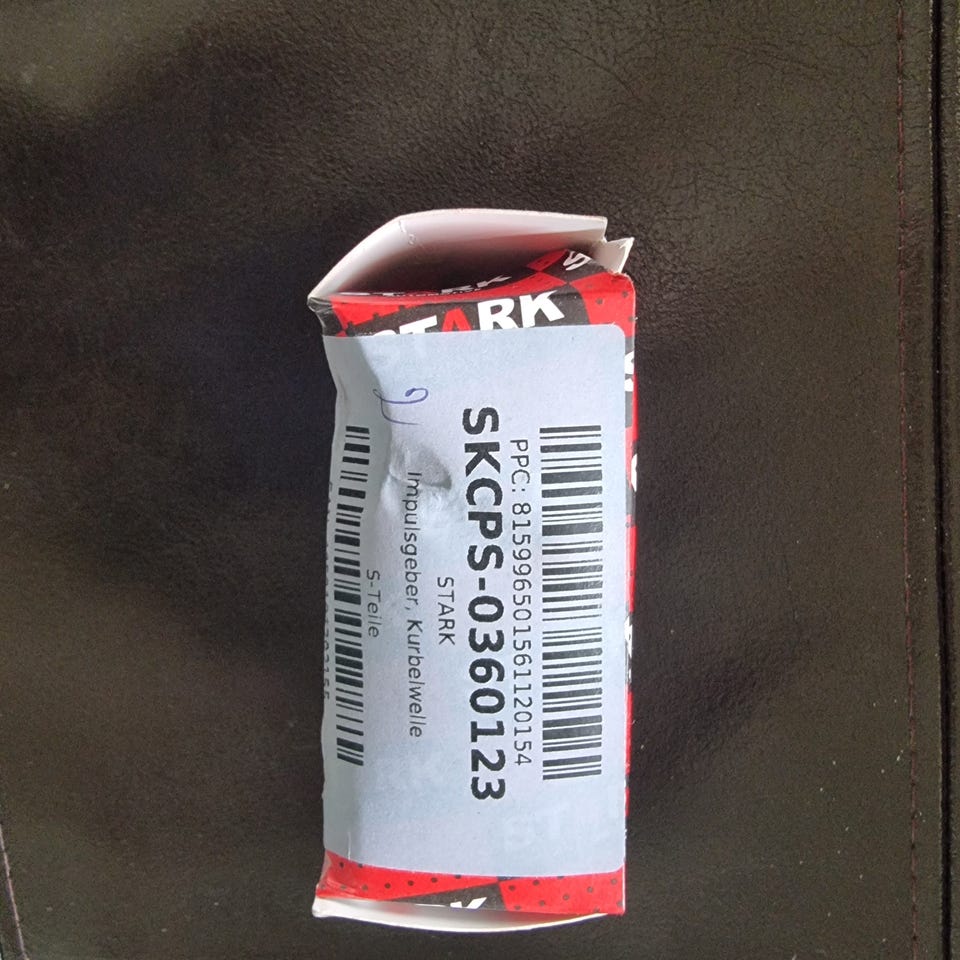 STARK
PPC: 8159965015611201 54
SKCPS-0360123
STARK
Impulsgeber, Kurbelwelle
S-Teile